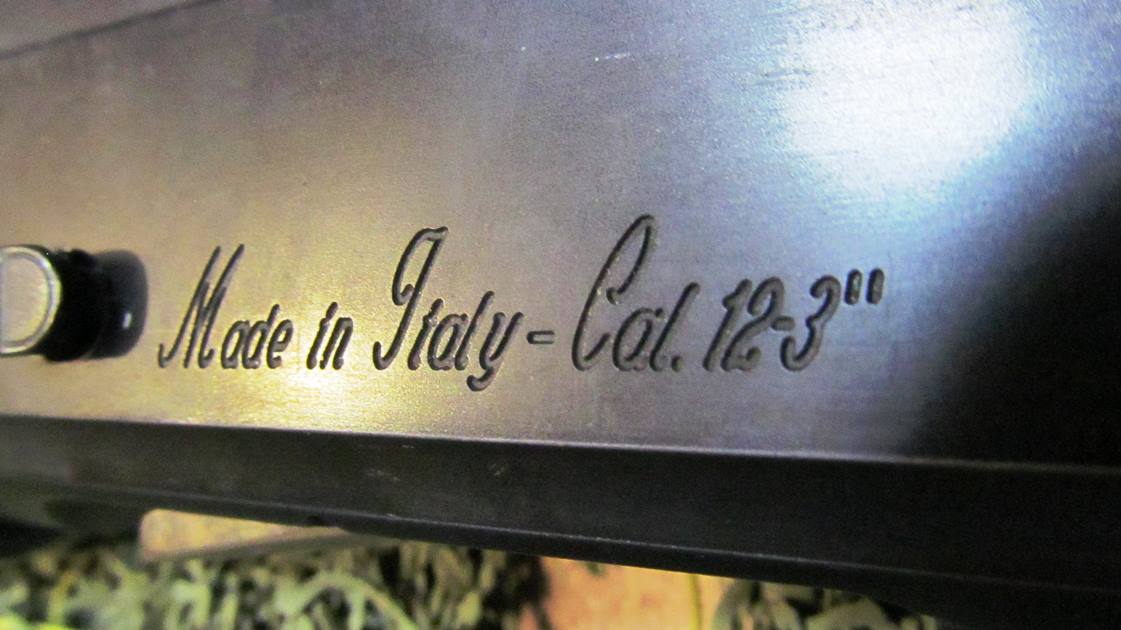 Made in Italy - Cal. 12-3"